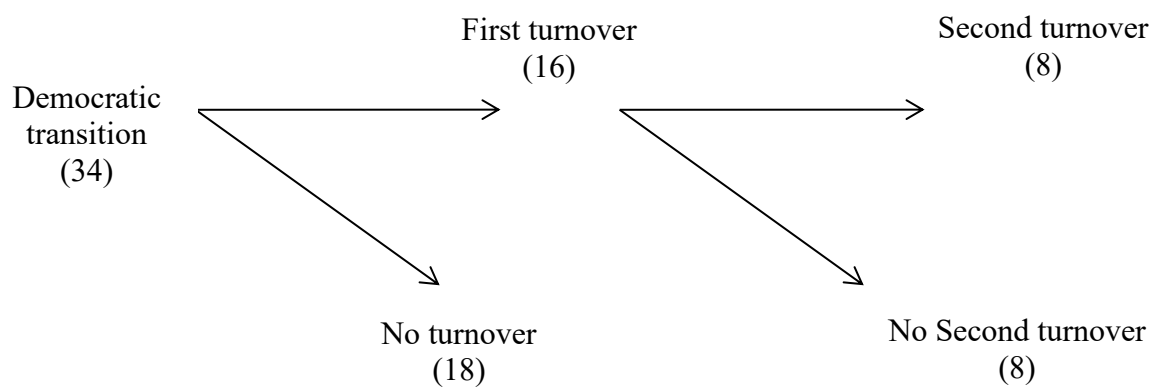 First turnover
(16)
Second turnover
(8)
Democratic
transition
(34)
No turnover
(18)
No Second turnover
(8)